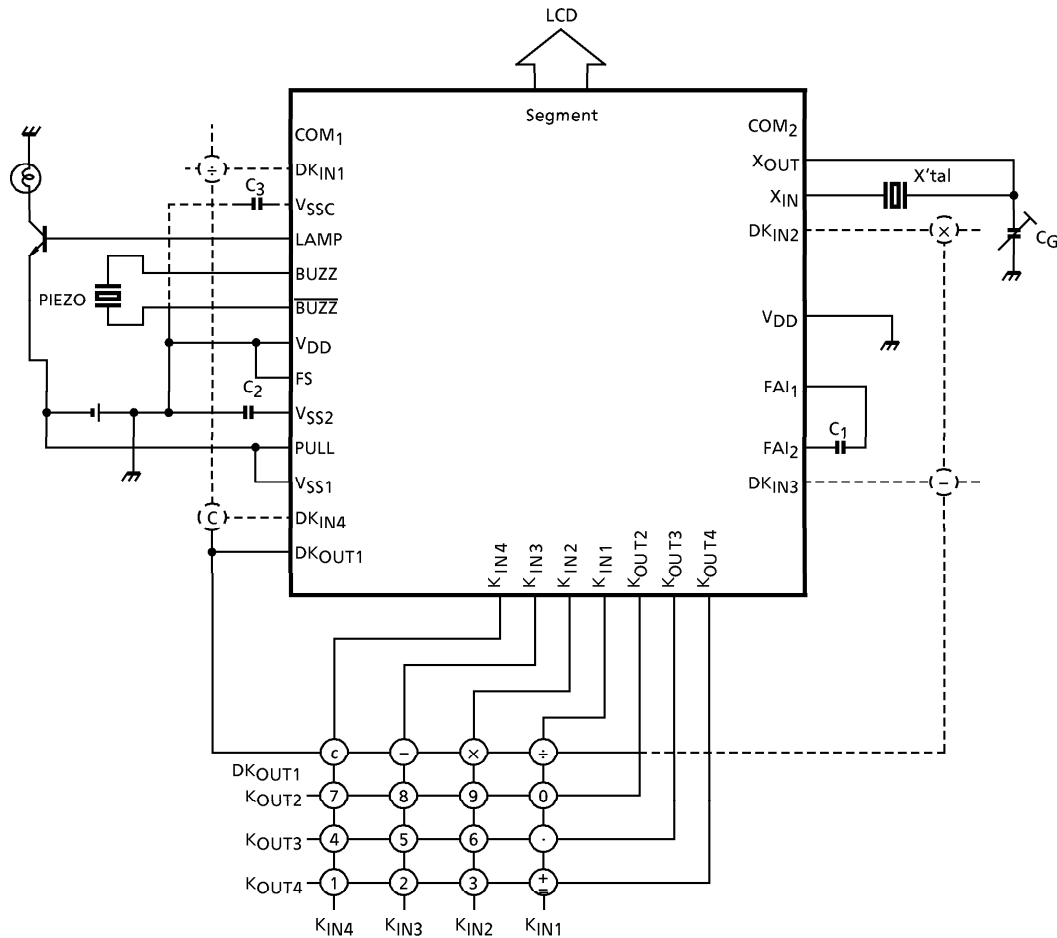 LCD
Segment
COM1
COM2
÷
DKIN1
XOUT
C3
VSSC
XIN
X'tal
LAMP
DKIN2
×
CG
BUZZ
PIEZO
BUZZ
VDD
VDD
FS
FAI1
C2
VSS2
C1
PULL
FAI2
VSS1
DKIN3
−
C
DKIN4
DKOUT1
KIN4
KIN3
KIN2
KIN1
KOUT2
KOUT3
KOUT4
c − × ÷
DKOUT1
KOUT2 7 8 9 0
KOUT3 4 5 6 ·
KOUT4 1 2 3 + =
KIN4 KIN3 KIN2 KIN1